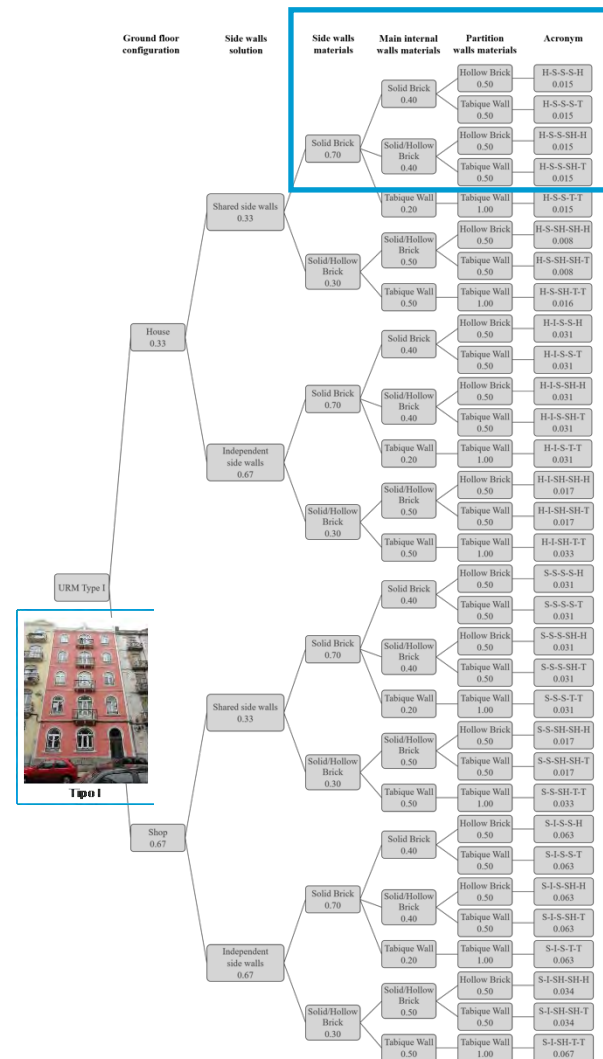 Ground floor
configuration
Side walls
solution
Side walls
materials
Main internal
walls materials
Partition
walls materials
Acronym
URM Type I
Tipo I
House
0.33
Shop
0.67
Shared side walls
0.33
Independent
side walls
0.67
Shared side walls
0.33
Independent
side walls
0.67
Solid Brick
0.70
Solid/Hollow
Brick
0.30
Solid Brick
0.70
Solid/Hollow
Brick
0.30
Solid Brick
0.70
Solid/Hollow
Brick
0.30
Solid Brick
0.70
Solid/Hollow
Brick
0.30
Solid Brick
0.40
Solid/Hollow
Brick
0.40
Tabique Wall
0.20
Solid/Hollow
Brick
0.50
Tabique Wall
0.50
Solid Brick
0.40
Solid/Hollow
Brick
0.40
Tabique Wall
0.20
Solid/Hollow
Brick
0.50
Tabique Wall
0.50
Solid Brick
0.40
Solid/Hollow
Brick
0.40
Tabique Wall
0.20
Solid/Hollow
Brick
0.50
Tabique Wall
0.50
Solid Brick
0.40
Solid/Hollow
Brick
0.40
Tabique Wall
0.20
Solid/Hollow
Brick
0.50
Tabique Wall
0.50
Hollow Brick
0.50
Tabique Wall
0.50
Hollow Brick
0.50
Tabique Wall
0.50
Tabique Wall
1.00
Hollow Brick
0.50
Tabique Wall
0.50
Tabique Wall
1.00
Hollow Brick
0.50
Tabique Wall
0.50
Hollow Brick
0.50
Tabique Wall
0.50
Tabique Wall
1.00
Hollow Brick
0.50
Tabique Wall
0.50
Tabique Wall
1.00
Hollow Brick
0.50
Tabique Wall
0.50
Hollow Brick
0.50
Tabique Wall
0.50
Tabique Wall
1.00
Hollow Brick
0.50
Tabique Wall
0.50
Tabique Wall
1.00
Hollow Brick
0.50
Tabique Wall
0.50
Hollow Brick
0.50
Tabique Wall
0.50
Tabique Wall
1.00
Hollow Brick
0.50
Tabique Wall
0.50
Tabique Wall
1.00
H-S-S-S-H
0.015
H-S-S-S-T
0.015
H-S-S-SH-H
0.015
H-S-S-SH-T
0.015
H-S-S-T-T
0.015
H-S-SH-SH-H
0.008
H-S-SH-SH-T
0.008
H-S-SH-T-T
0.016
H-I-S-S-H
0.031
H-I-S-S-T
0.031
H-I-S-SH-H
0.031
H-I-S-SH-T
0.031
H-I-S-T-T
0.031
H-I-SH-SH-H
0.017
H-I-SH-SH-T
0.017
H-I-SH-T-T
0.033
S-S-S-S-H
0.031
S-S-S-S-T
0.031
S-S-S-SH-H
0.031
S-S-S-SH-T
0.031
S-S-S-T-T
0.031
S-S-SH-SH-H
0.017
S-S-SH-SH-T
0.017
S-S-SH-T-T
0.033
S-I-S-S-H
0.063
S-I-S-S-T
0.063
S-I-S-SH-H
0.063
S-I-S-SH-T
0.063
S-I-S-T-T
0.063
S-I-SH-SH-H
0.034
S-I-SH-SH-T
0.034
S-I-SH-T-T
0.067